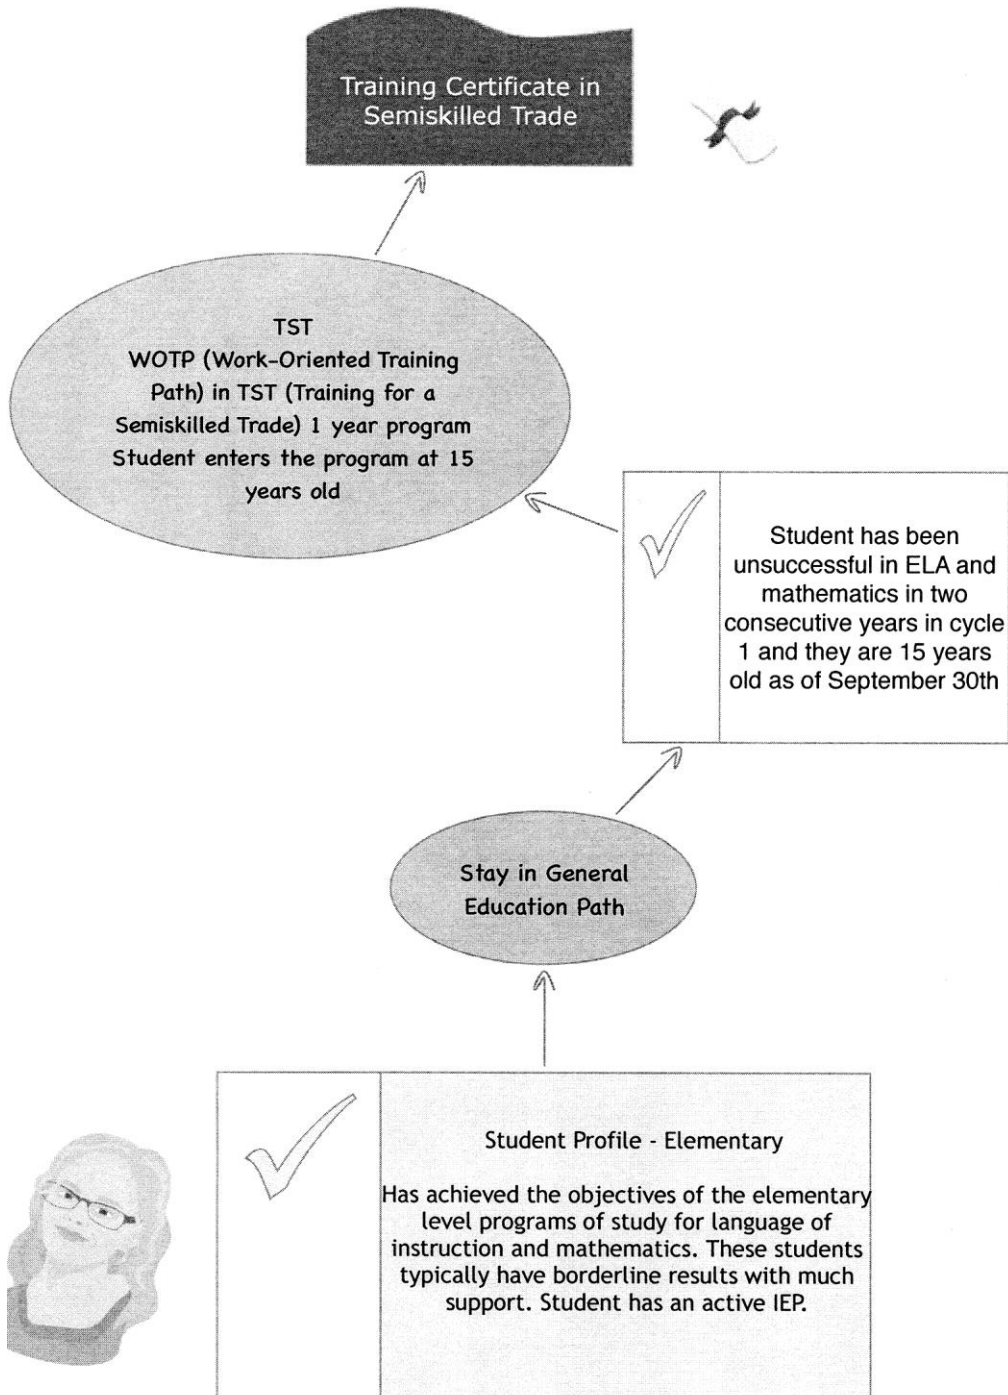 Training Certificate in
Semiskilled Trade
TST
WOTP (Work-Oriented Training
Path) in TST (Training for a
Semiskilled Trade) 1 year program
Student enters the program at 15
years old
Student has been
unsuccessful in ELA and
mathematics in two
consecutive years in cycle
1 and they are 15 years
old as of September 30th
Stay in General
Education Path
Student Profile - Elementary
Has achieved the objectives of the elementary
level programs of study for language of
instruction and mathematics. These students
typically have borderline results with much
support. Student has an active IEP.